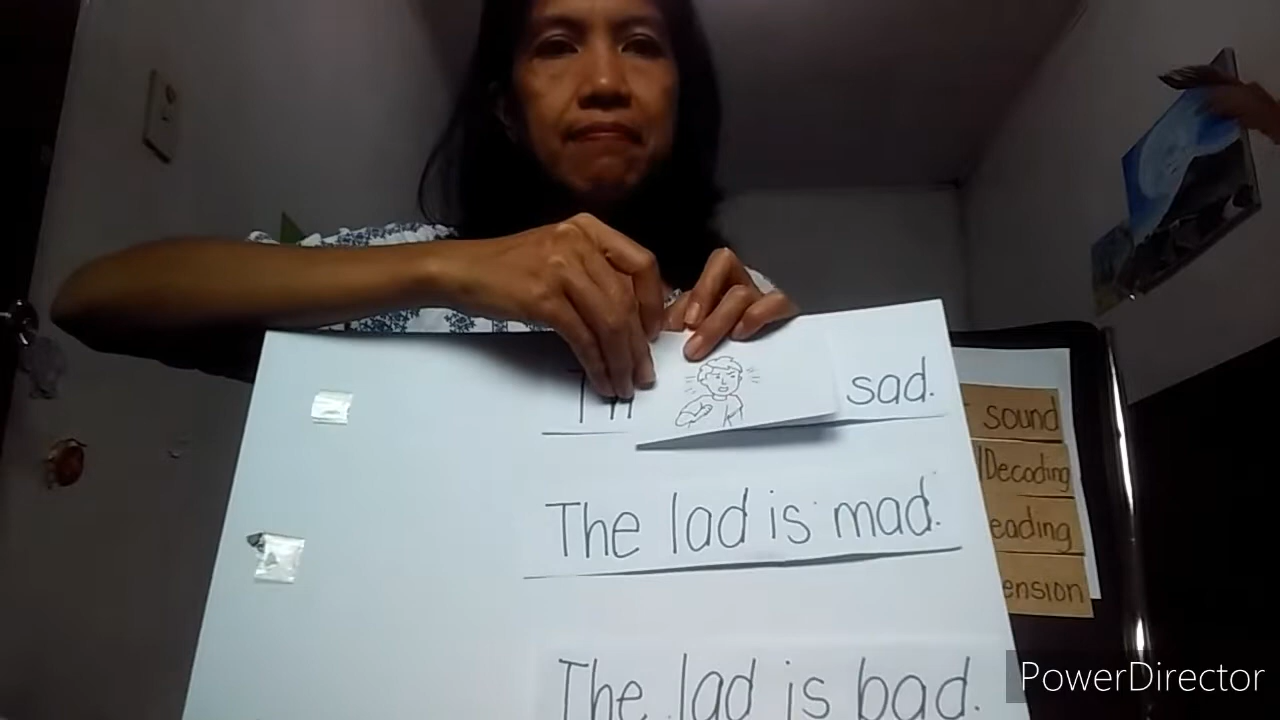 sad.
The lad is mad.
The lad is bad.
sound
Decoding
eading
ension
PowerDirector